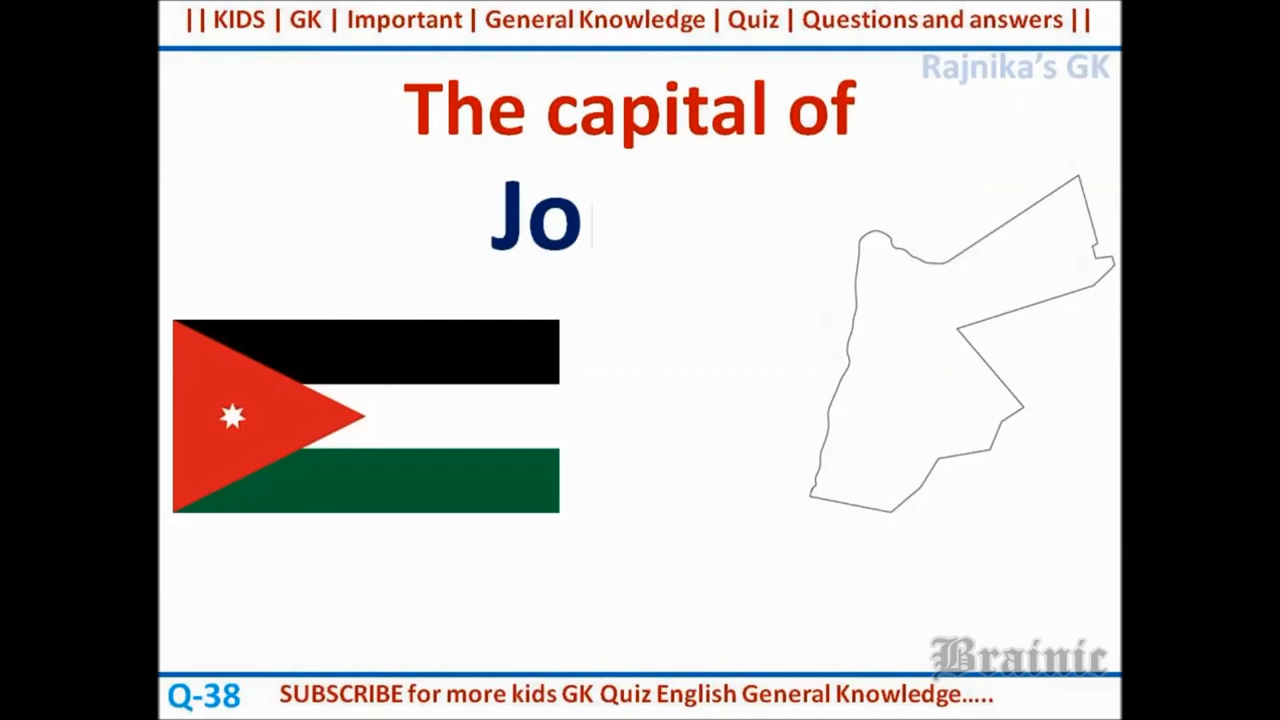 || KIDS | GK | Important | General Knowledge | Quiz | Questions and answers ||
Rajnika's GK
The capital of
Jo
Brainic
Q-38 SUBSCRIBE for more kids GK Quiz English General Knowledge.....